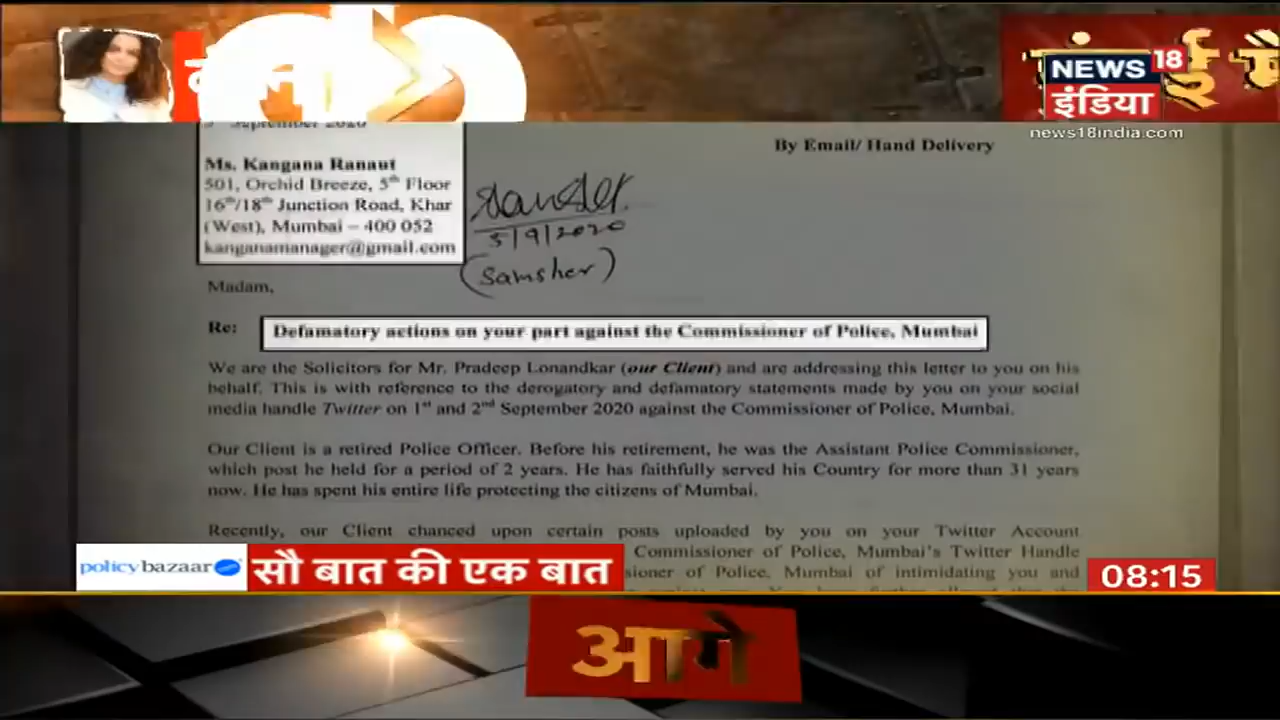 NEWS 18
इंडिया
news18india.com
September 2020
By Email/ Hand Delivery
Ms. Kangana Ranaut
501, Orchid Breeze, 5th Floor
16th/18th Junction Road, Khar
(West), Mumbai – 400 052
kanganamanager@gmail.com
5/9/2020
(Samsher)
Madam,
Re: Defamatory actions on your part against the Commissioner of Police, Mumbai
We are the Solicitors for Mr. Pradeep Lonandkar (our Client) and are addressing this letter to you on his
behalf. This is with reference to the derogatory and defamatory statements made by you on your social
media handle Twitter on 1st and 2nd September 2020 against the Commissioner of Police, Mumbai.
Our Client is a retired Police Officer. Before his retirement, he was the Assistant Police Commissioner,
which post he held for a period of 2 years. He has faithfully served his Country for more than 31 years
now. He has spent his entire life protecting the citizens of Mumbai.
Recently, our Client chanced upon certain posts uploaded by you on your Twitter Account
Commissioner of Police, Mumbai's Twitter Handle
sioner of Police, Mumbai of intimidating you and
policybazaar सौ बात की एक बात
08:15
आगे